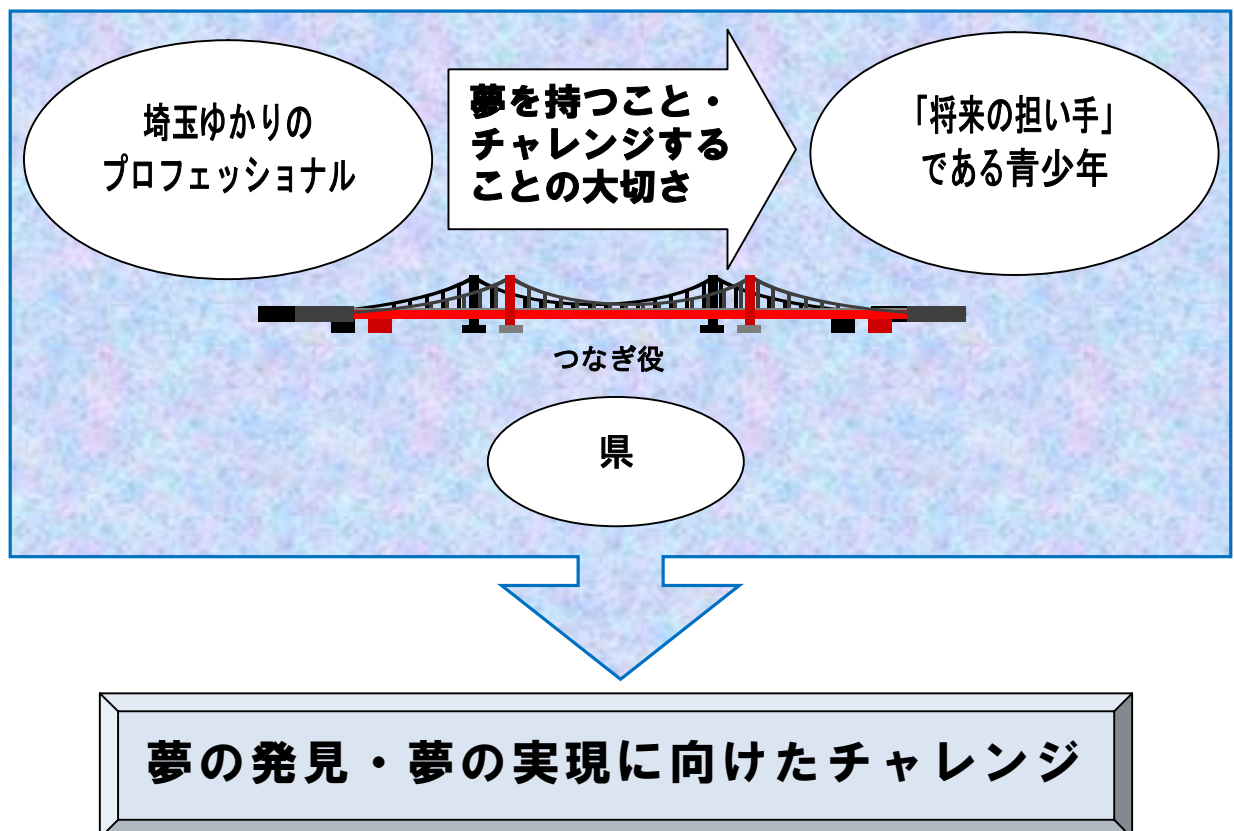 埼玉ゆかりの
プロフェッショナル
夢を持つこと・
チャレンジする
ことの大切さ
「将来の担い手」
である青少年
つなぎ役
県
夢の発見・夢の実現に向けたチャレンジ